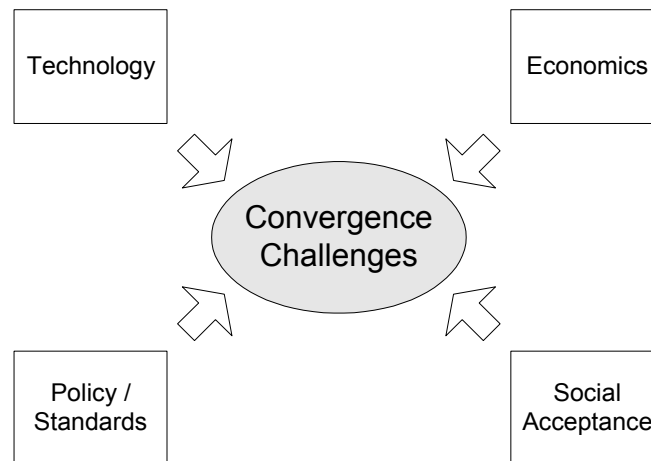 Technology
Economics
Convergence
Challenges
Policy /
Standards
Social
Acceptance